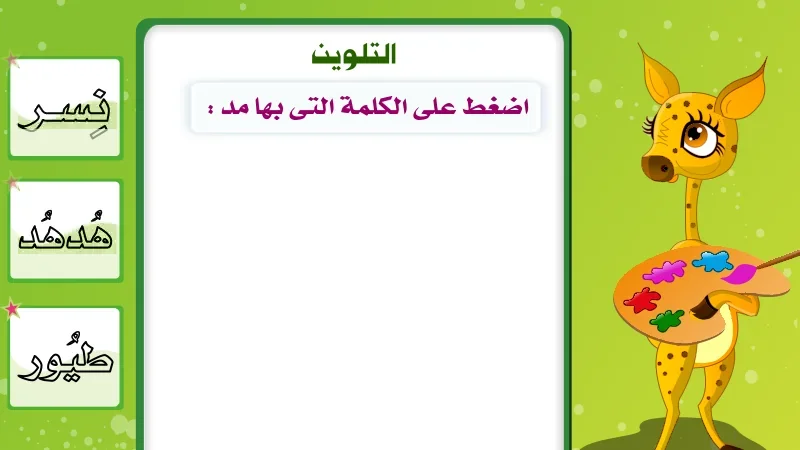 التلوين
اضغط على الكلمة التى بها مد :
نِسر
هُدهُد
طيُور